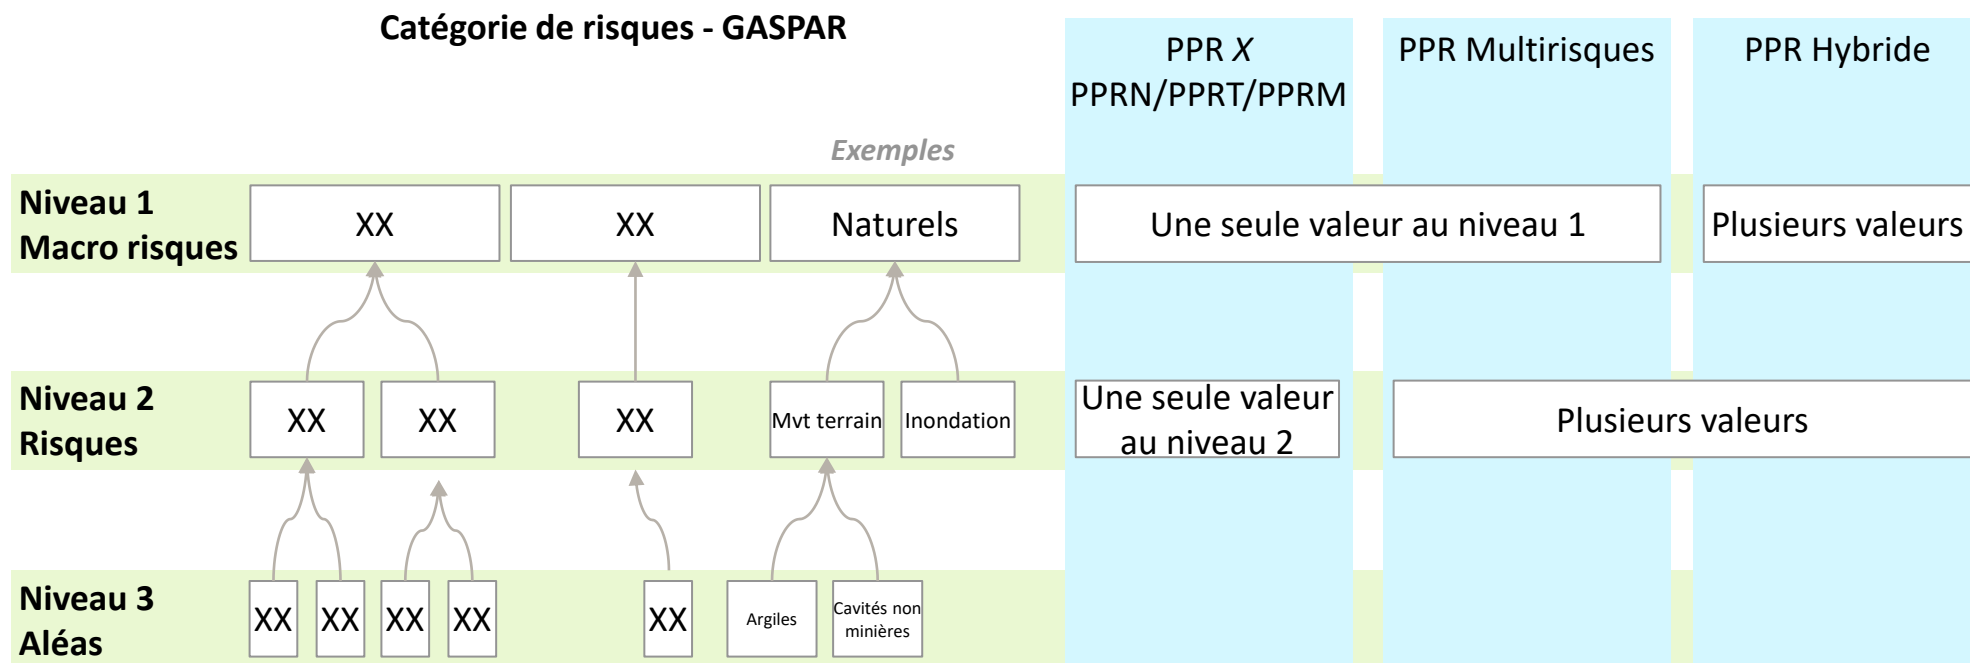 Catégorie de risques - GASPAR
PPR X
PPRN/PPRT/PPRM
PPR Multirisques
PPR Hybride
Exemples
Niveau 1
Macro risques
XX
XX
Naturels
Une seule valeur au niveau 1
Plusieurs valeurs
Niveau 2
Risques
XX
XX
XX
Mvt terrain
Inondation
Une seule valeur
au niveau 2
Plusieurs valeurs
Niveau 3
Aléas
XX
XX
XX
XX
XX
Argiles
Cavités non
minières